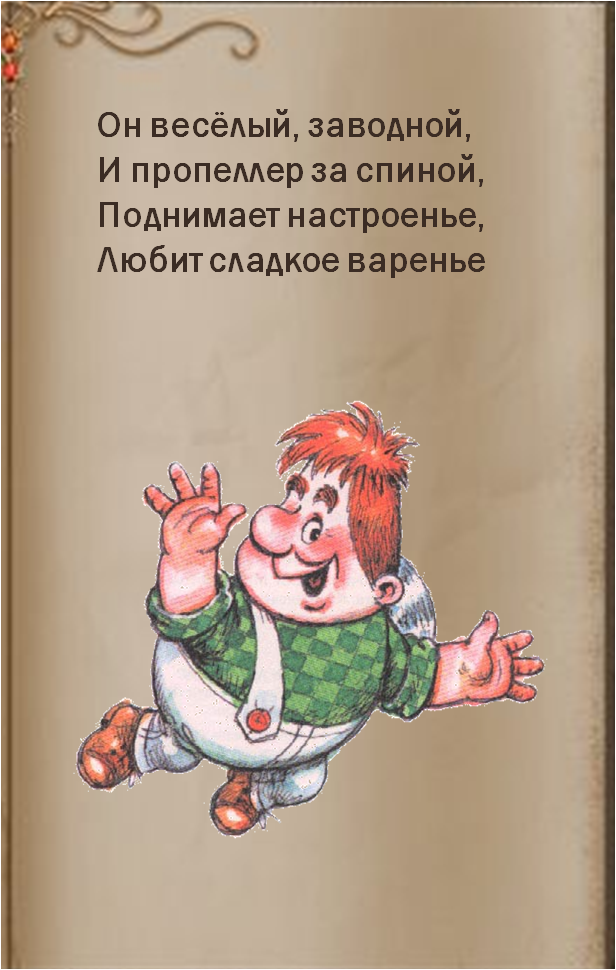 Он весёлый, заводной,
И пропеллер за спиной,
Поднимает настроенье,
Любит сладкое варенье